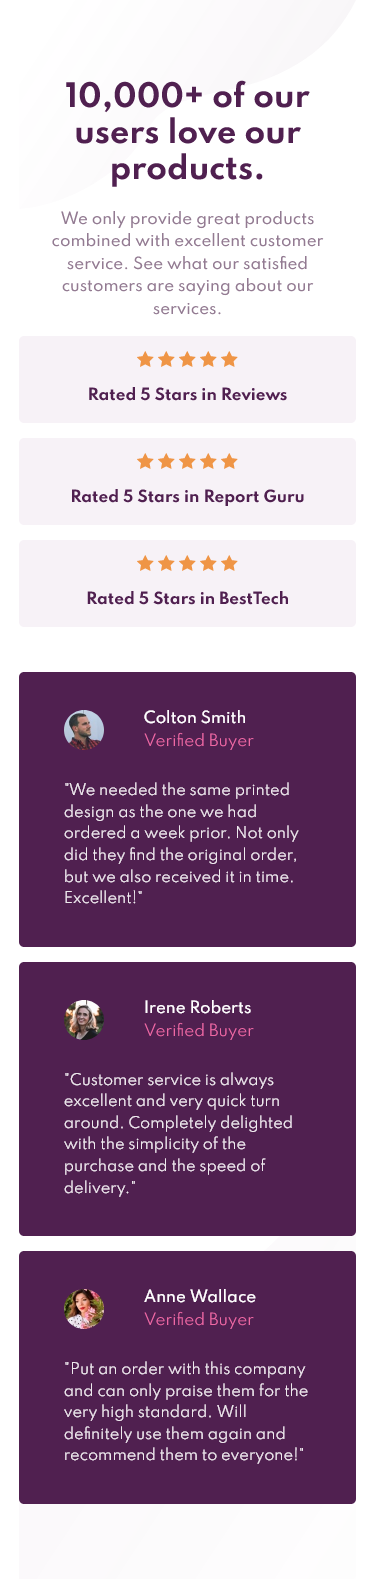 10,000+ of our
users love our
products.
We only provide great products
combined with excellent customer
service. See what our satisfied
customers are saying about our
services.
Rated 5 Stars in Reviews
Rated 5 Stars in Report Guru
Rated 5 Stars in BestTech
Colton Smith
Verified Buyer
"We needed the same printed
design as the one we had
ordered a week prior. Not only
did they find the original order,
but we also received it in time.
Excellent!"
Irene Roberts
Verified Buyer
"Customer service is always
excellent and very quick turn
around. Completely delighted
with the simplicity of the
purchase and the speed of
delivery."
Anne Wallace
Verified Buyer
"Put an order with this company
and can only praise them for the
very high standard. Will
definitely use them again and
recommend them to everyone!"